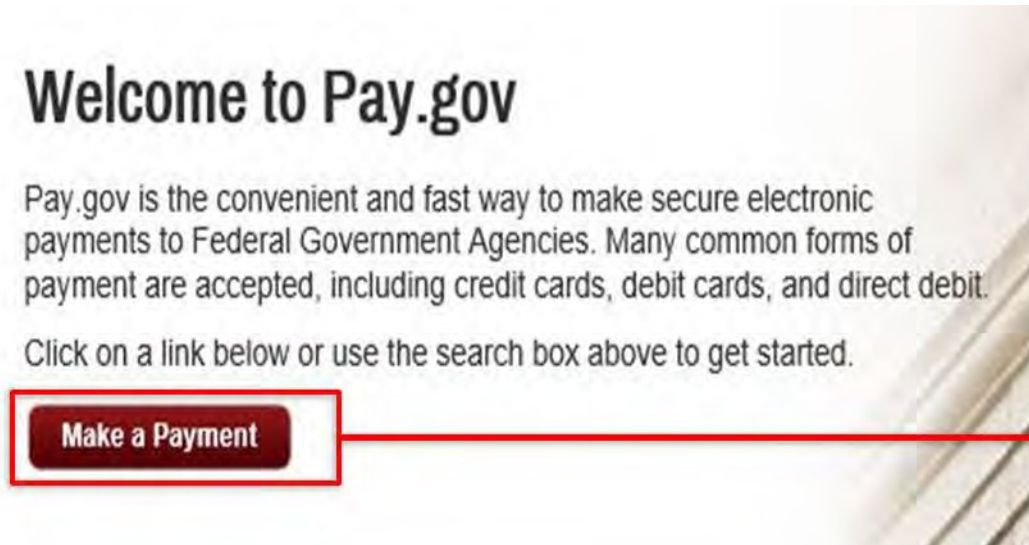 Welcome to Pay.gov
Pay.gov is the convenient and fast way to make secure electronic
payments to Federal Government Agencies. Many common forms of
payment are accepted, including credit cards, debit cards, and direct debit.
Click on a link below or use the search box above to get started.
Make a Payment